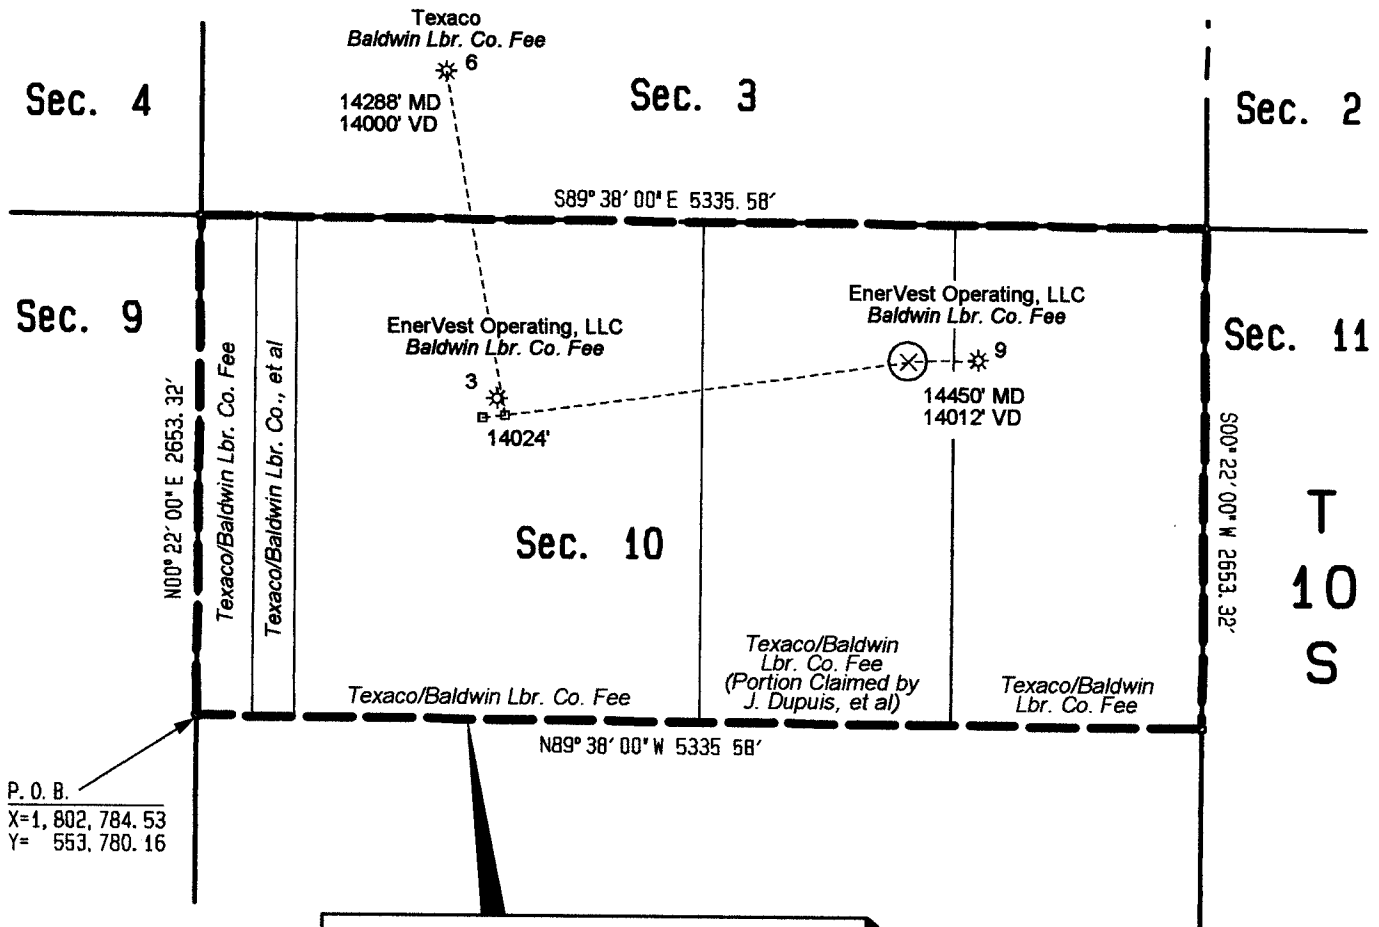 Texaco
Baldwin Lbr. Co. Fee
6
14288' MD
14000' VD
Sec. 4
Sec. 3
Sec. 2
S89° 38' 00" E 5335. 58'
Sec. 9
EnerVest Operating, LLC
Baldwin Lbr. Co. Fee
3
14024'
EnerVest Operating, LLC
Baldwin Lbr. Co. Fee
9
14450' MD
14012' VD
Sec. 11
N00° 22' 00" E 2653. 32'
Texaco/Baldwin Lbr. Co. Fee
Texaco/Baldwin Lbr. Co., et al
S00° 22' 00" W 2653. 32'
Sec. 10
T
10
S
Texaco/Baldwin Lbr. Co. Fee
Texaco/Baldwin
Lbr. Co. Fee
(Portion Claimed by
J. Dupuis, et al)
Texaco/Baldwin
Lbr. Co. Fee
N89° 38' 00" W 5335 58'
P. O. B.
X=1, 802, 784. 53
Y= 553, 780. 16